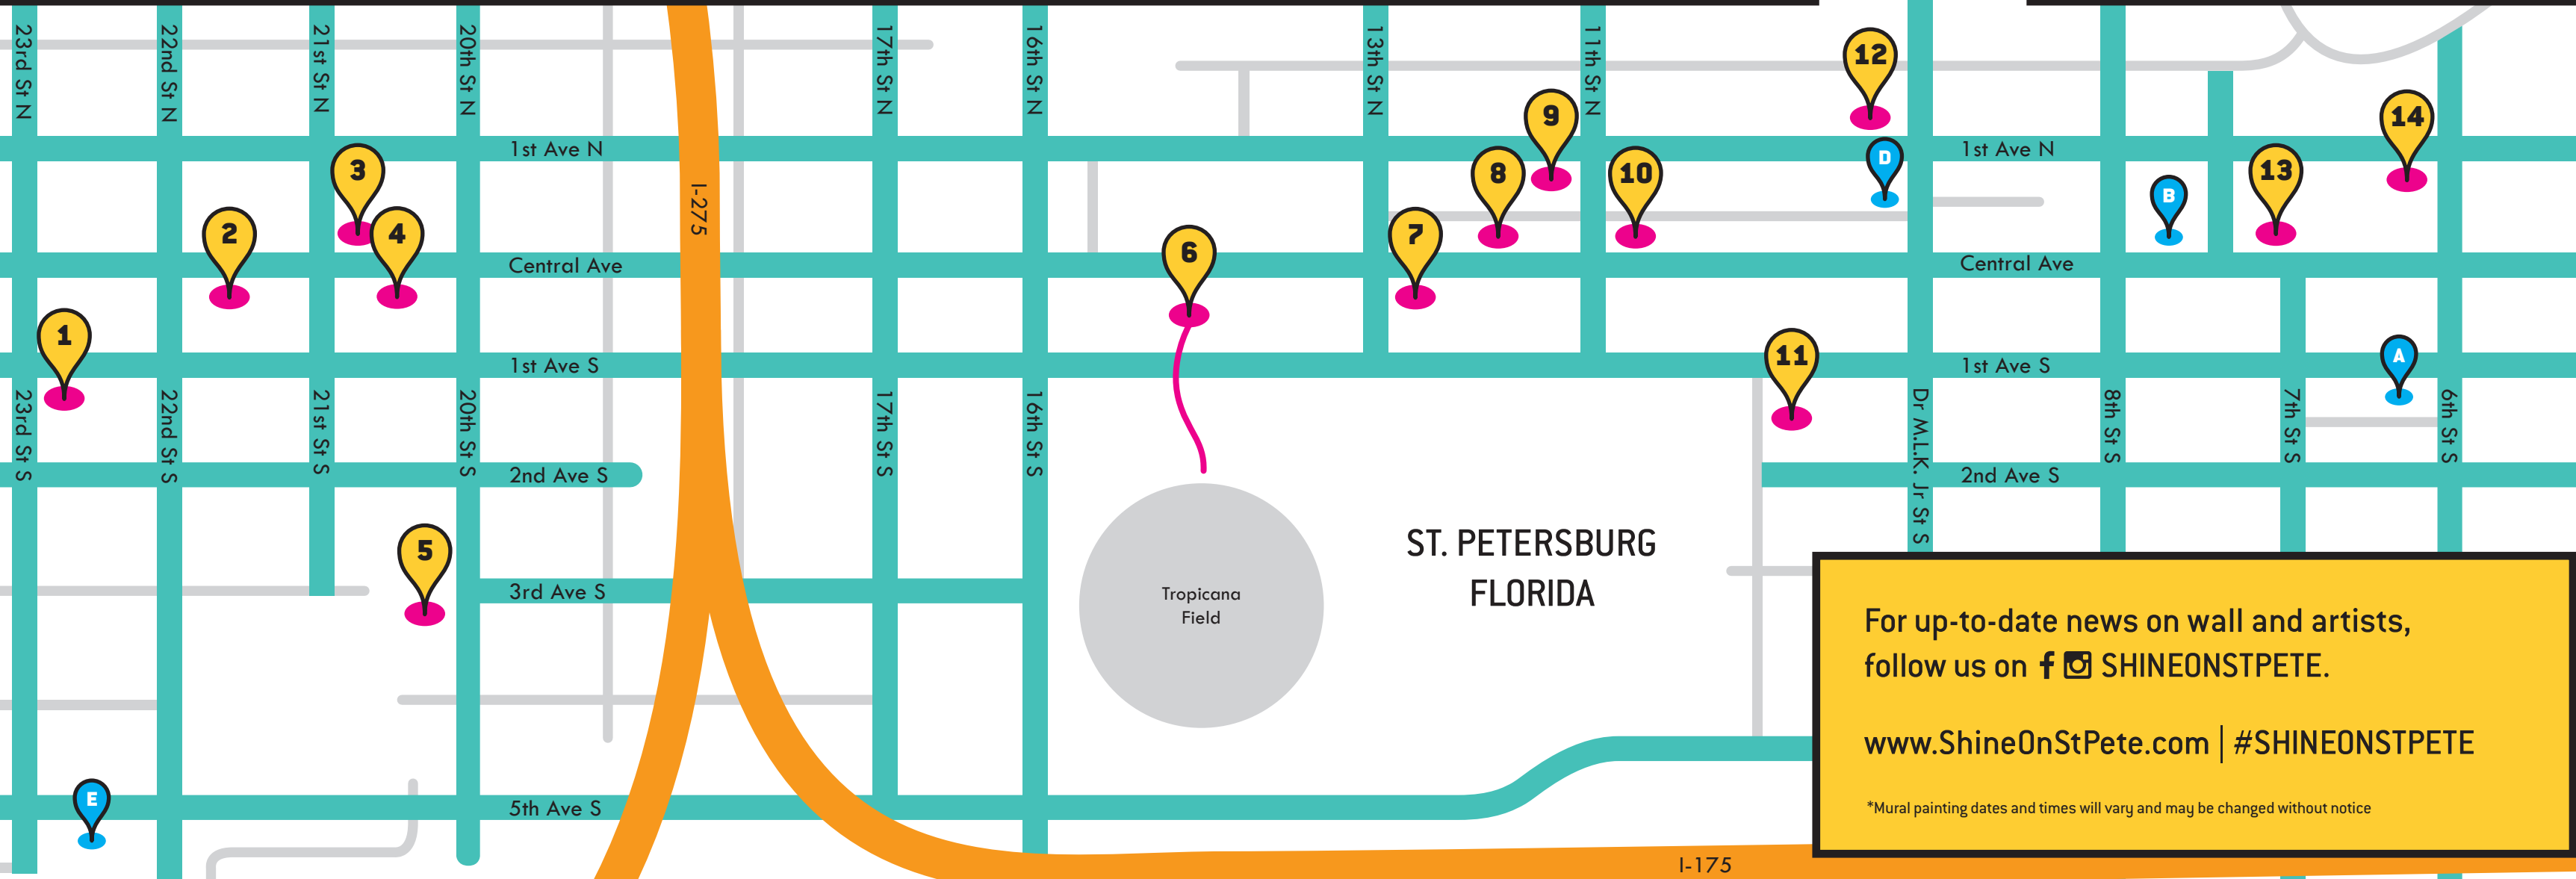 23rd St N
22nd St N
21st St N
20th St N
17th St N
16th St N
13th St N
11th St N
12
9
14
1st Ave N
1st Ave N
D
3
8
10
13
I-275
B
2
4
7
6
Central Ave
Central Ave
1
11
A
1st Ave S
1st Ave S
23rd St S
22nd St S
21st St S
20th St S
17th St S
16th St S
Dr M.L.K. Jr St S
8th St S
7th St S
6th St S
2nd Ave S
2nd Ave S
5
ST. PETERSBURG
FLORIDA
3rd Ave S
Tropicana
Field
For up-to-date news on wall and artists,
follow us on f SHINEONSTPETE.
www.ShineOnStPete.com | #SHINEONSTPETE
*Mural painting dates and times will vary and may be changed without notice
E
5th Ave S
I-175